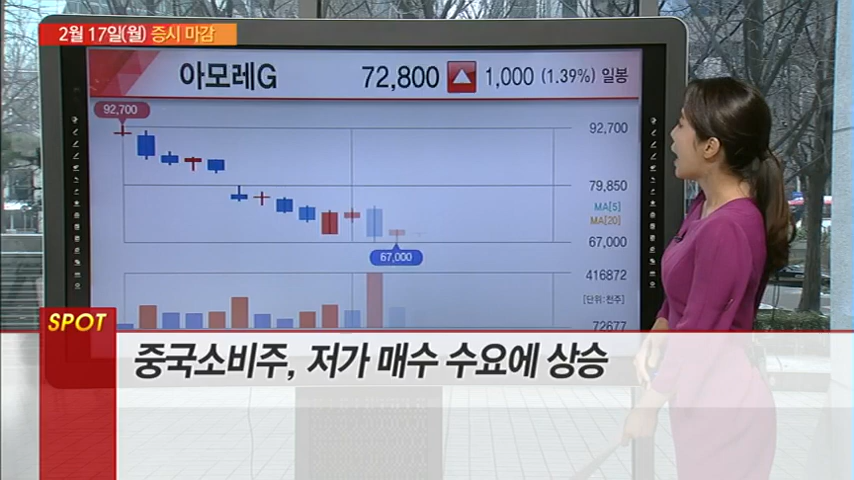 2월 17일(월) 증시 마감
아모레G 72,800 1,000 (1.39%) 일봉
92,700
92,700
79,850
MA[5]
MA[20]
67,000
67,000
416872
[단위:천주]
72677
SPOT
중국소비주, 저가 매수 수요에 상승